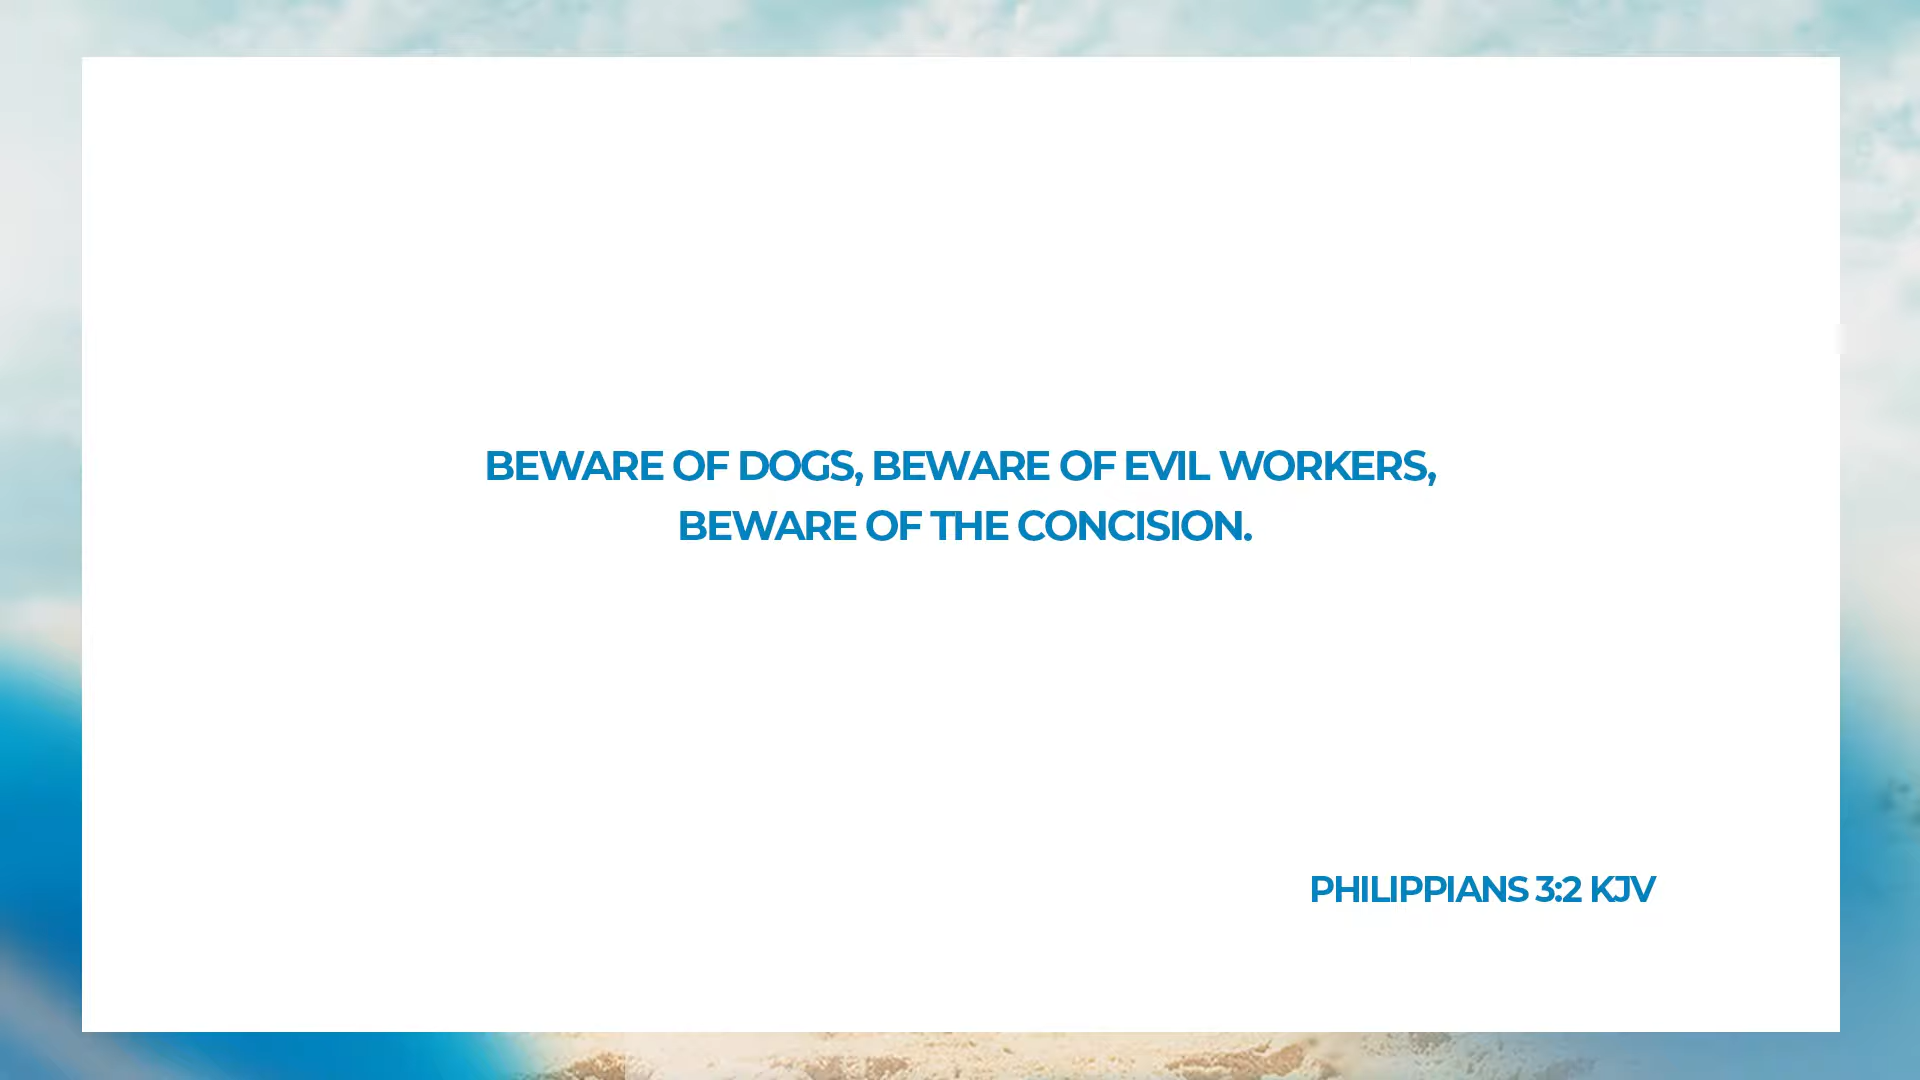 BEWARE OF DOGS, BEWARE OF EVIL WORKERS,
BEWARE OF THE CONCISION.
PHILIPPIANS 3:2 KJV